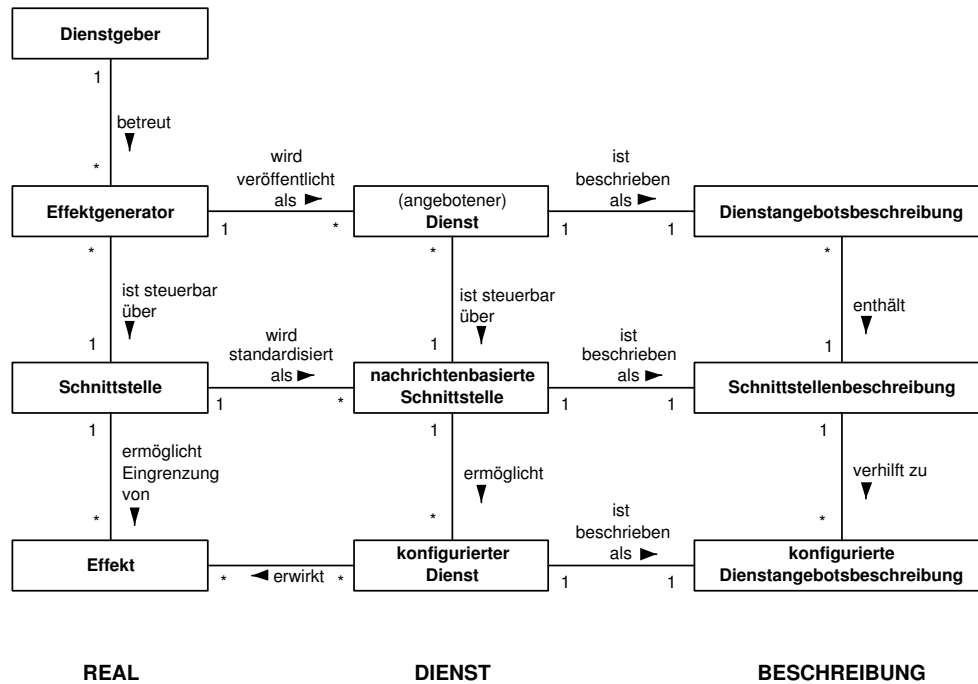 Dienstgeber
1
betreut
*
wird
veröffentlicht
als
ist
beschrieben
als
Effektgenerator
(angebotener)
Dienst
Dienstangebotsbeschreibung
1
*
1
1
*
*
*
ist steuerbar
über
ist steuerbar
über
enthält
1
wird
standardisiert
als
1
ist
beschrieben
als
1
Schnittstelle
nachrichtenbasierte
Schnittstelle
Schnittstellenbeschreibung
1
*
1
1
1
1
1
ermöglicht
Eingrenzung
von
ermöglicht
verhilft zu
*
*
ist
beschrieben
als
*
Effekt
konfigurierter
Dienst
konfigurierte
Dienstangebotsbeschreibung
*
erwirkt
*
1
1
REAL
DIENST
BESCHREIBUNG